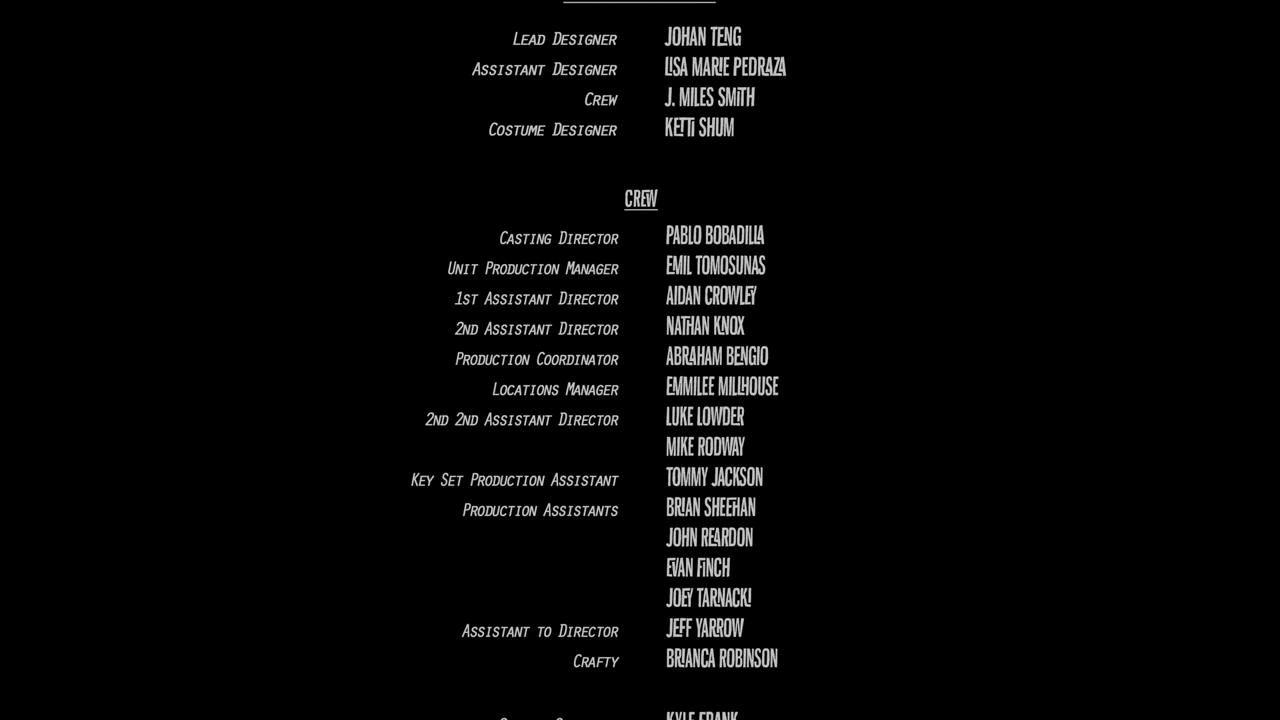 Lead Designer JOHAN TENG
Assistant Designer LISA MARIE PEDRAZA
Crew J. MILES SMITH
Costume Designer KETTI SHUM
CREW
Casting Director PABLO BOBADILLA
Unit Production Manager EMIL TOMOSUNAS
1st Assistant Director AIDAN CROWLEY
2nd Assistant Director NATHAN KNOX
Production Coordinator ABRAHAM BENGIO
Locations Manager EMMILEE MILLHOUSE
2nd 2nd Assistant Director LUKE LOWDER
MIKE RODWAY
Key Set Production Assistant TOMMY JACKSON
Production Assistants BRIAN SHEEHAN
JOHN REARDON
EVAN FINCH
JOEY TARNACKI
Assistant to Director JEFF YARROW
Crafty BRIANCA ROBINSON
KYLE FRANK